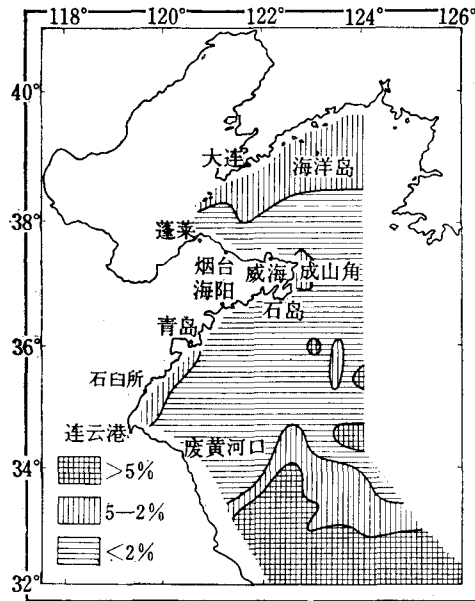 118° 120° 122° 124° 126°
40°
大连
海洋岛
38°
蓬莱
烟台 威海 成山角
海阳
石岛
青岛
36°
石臼所
连云港
废黄河口
34°
>5%
5—2%
<2%
32°